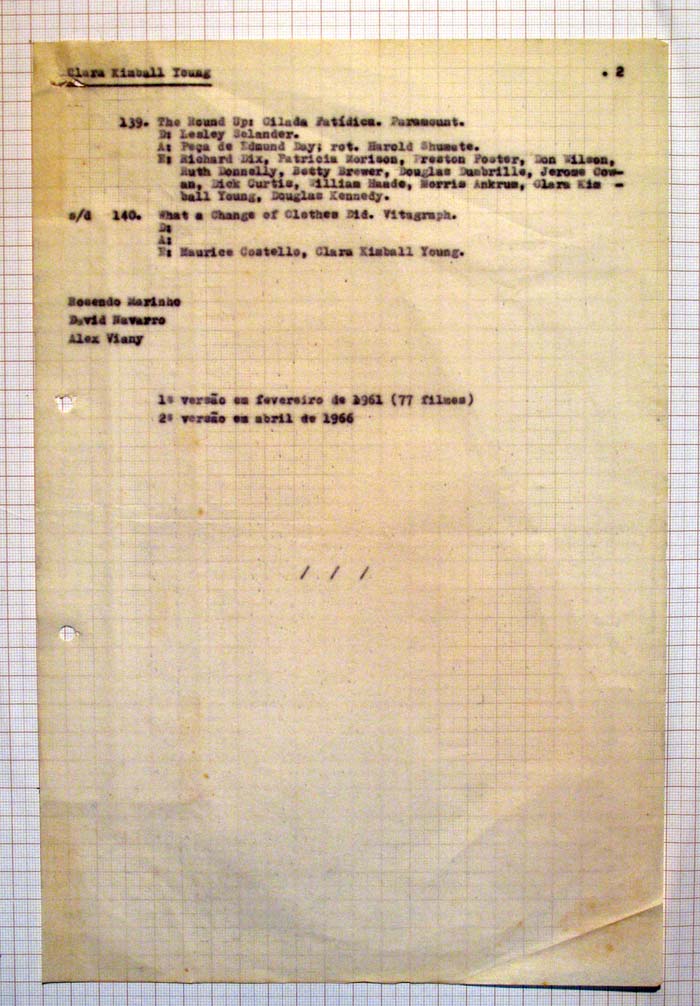 Clara Kimball Young . 2
139. The Round Up: Cilada Fatídica. Paramount.
D: Lesley Selander.
A: Peça de Edmund Day; rot. Harold Shumate.
E: Richard Dix, Patricia Morison, Preston Foster, Don Wilson,
Ruth Donnelly, Betty Brewer, Douglas Dumbrille, Jerome Cow-
an, Dick Curtis, William Haade, Morris Ankrum, Clara Kim -
ball Young, Douglas Kennedy.
s/d 140. What a Change of Clothes Did. Vitagraph.
D:
A:
E: Maurice Costello, Clara Kimball Young.
Rosendo Marinho
David Navarro
Alex Viany
1ª versão em fevereiro de 1961 (77 filmes)
2ª versão em abril de 1966
/ / /